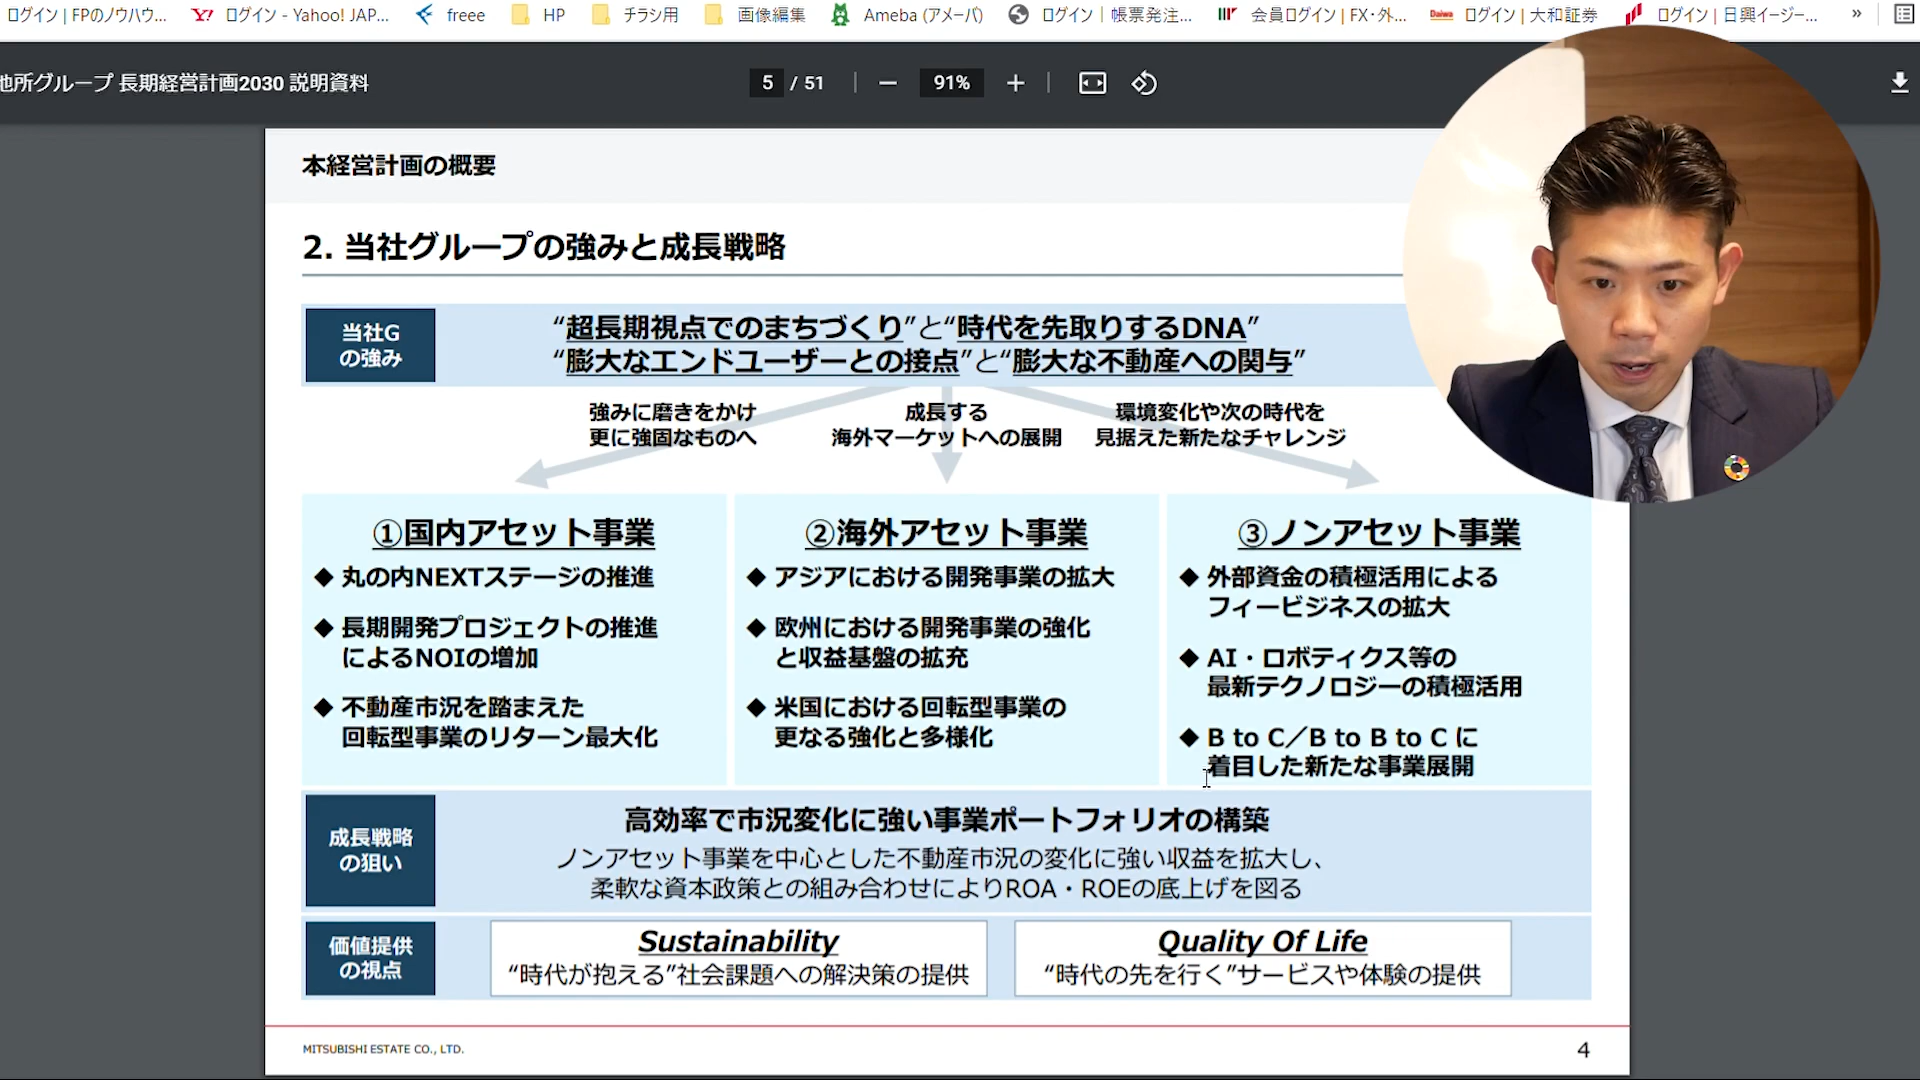 ログイン | FPのノウハウ...
ログイン - Yahoo! JAP...
freee
HP
チラシ用
画像編集
Ameba (アメーバ)
ログイン | 帳票発注...
会員ログイン | FX・外...
Daiwa
ログイン | 大和証券
ログイン | 日興イージー...
»
地所グループ 長期経営計画2030 説明資料
5 / 51
91%
本経営計画の概要
2. 当社グループの強みと成長戦略
当社G
の強み
“超長期視点でのまちづくり”と“時代を先取りするDNA”
“膨大なエンドユーザーとの接点”と“膨大な不動産への関与”
強みに磨きをかけ
更に強固なものへ
成長する
海外マーケットへの展開
環境変化や次の時代を
見据えた新たなチャレンジ
①国内アセット事業
◆ 丸の内NEXTステージの推進
◆ 長期開発プロジェクトの推進
によるNOIの増加
◆ 不動産市況を踏まえた
回転型事業のリターン最大化
②海外アセット事業
◆ アジアにおける開発事業の拡大
◆ 欧州における開発事業の強化
と収益基盤の拡充
◆ 米国における回転型事業の
更なる強化と多様化
③ノンアセット事業
◆ 外部資金の積極活用による
フィービジネスの拡大
◆ AI・ロボティクス等の
最新テクノロジーの積極活用
◆ B to C／B to B to C に
着目した新たな事業展開
成長戦略
の狙い
高効率で市況変化に強い事業ポートフォリオの構築
ノンアセット事業を中心とした不動産市況の変化に強い収益を拡大し、
柔軟な資本政策との組み合わせによりROA・ROEの底上げを図る
価値提供
の視点
Sustainability
“時代が抱える”社会課題への解決策の提供
Quality Of Life
“時代の先を行く”サービスや体験の提供
MITSUBISHI ESTATE CO., LTD.
4